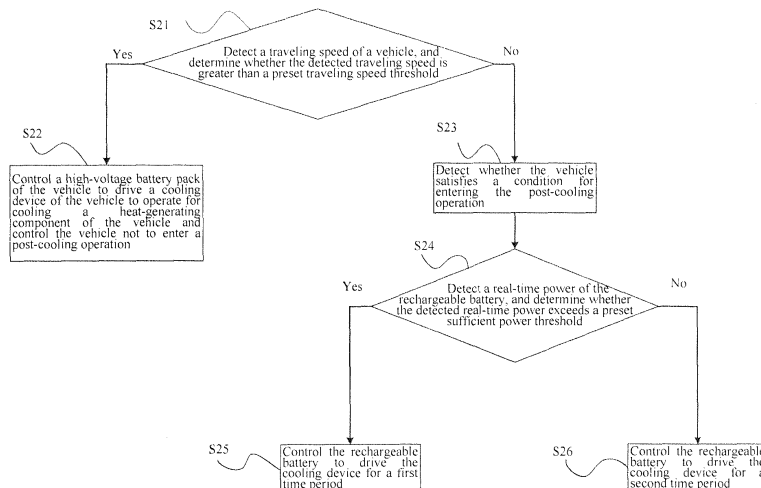 S21
Yes
No
Detect a traveling speed of a vehicle, and
determine whether the detected traveling speed is
greater than a preset traveling speed threshold
S22
Control a high-voltage battery pack
of the vehicle to drive a cooling
device of the vehicle to operate for
cooling a heat-generating
component of the vehicle and
control the vehicle not to enter a
post-cooling operation
S23
Detect whether the vehicle
satisfies a condition for
entering the post-cooling
operation
S24
Yes
No
Detect a real-time power of the
rechargeable battery, and determine whether
the detected real-time power exceeds a preset
sufficient power threshold
S25
Control the rechargeable
battery to drive the
cooling device for a first
time period
S26
Control the rechargeable
battery to drive the
cooling device for a
second time period